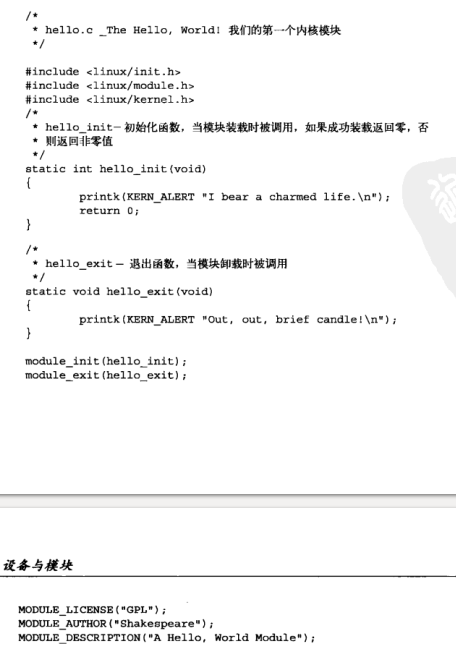 /*
 * hello.c _The Hello, World! 我们的第一个内核模块
 */
#include <linux/init.h>
#include <linux/module.h>
#include <linux/kernel.h>
/*
 * hello_init— 初始化函数，当模块装载时被调用，如果成功装载返回零，否
 * 则返回非零值
 */
static int hello_init(void)
{
        printk(KERN_ALERT "I bear a charmed life.\n");
        return 0;
}
/*
 * hello_exit — 退出函数，当模块卸载时被调用
 */
static void hello_exit(void)
{
        printk(KERN_ALERT "Out, out, brief candle!\n");
}
module_init(hello_init);
module_exit(hello_exit);
设备与模块
MODULE_LICENSE("GPL");
MODULE_AUTHOR("Shakespeare");
MODULE_DESCRIPTION("A Hello, World Module");